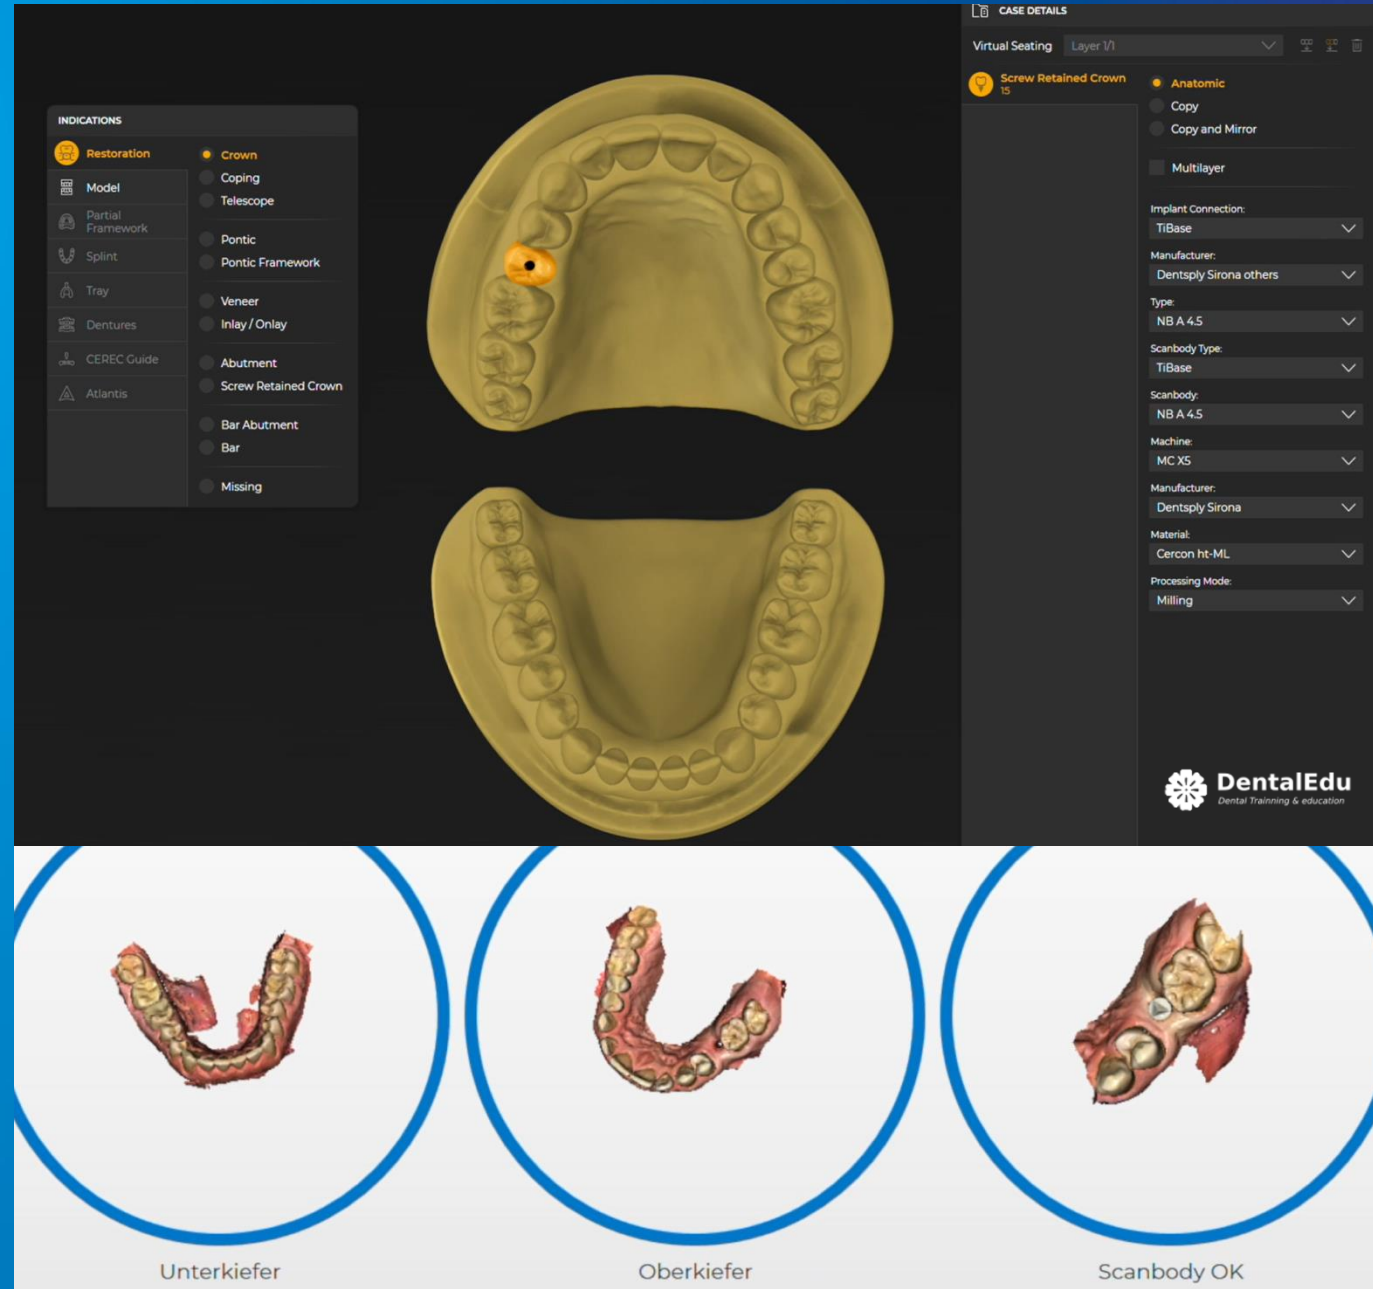 CASE DETAILS
Virtual Seating
Layer 1/1
Screw Retained Crown
15
Anatomic
Copy
Copy and Mirror
Multilayer
Implant Connection:
TiBase
Manufacturer:
Dentsply Sirona others
Type:
NB A 4.5
Scanbody Type:
TiBase
Scanbody:
NB A 4.5
Machine:
MC X5
Manufacturer:
Dentsply Sirona
Material:
Cercon ht-ML
Processing Mode:
Milling
INDICATIONS
Restoration
Model
Partial
Framework
Splint
Tray
Dentures
CEREC Guide
Atlantis
Crown
Coping
Telescope
Pontic
Pontic Framework
Veneer
Inlay / Onlay
Abutment
Screw Retained Crown
Bar Abutment
Bar
Missing
DentalEdu
Dental Trainning & education
Unterkiefer
Oberkiefer
Scanbody OK